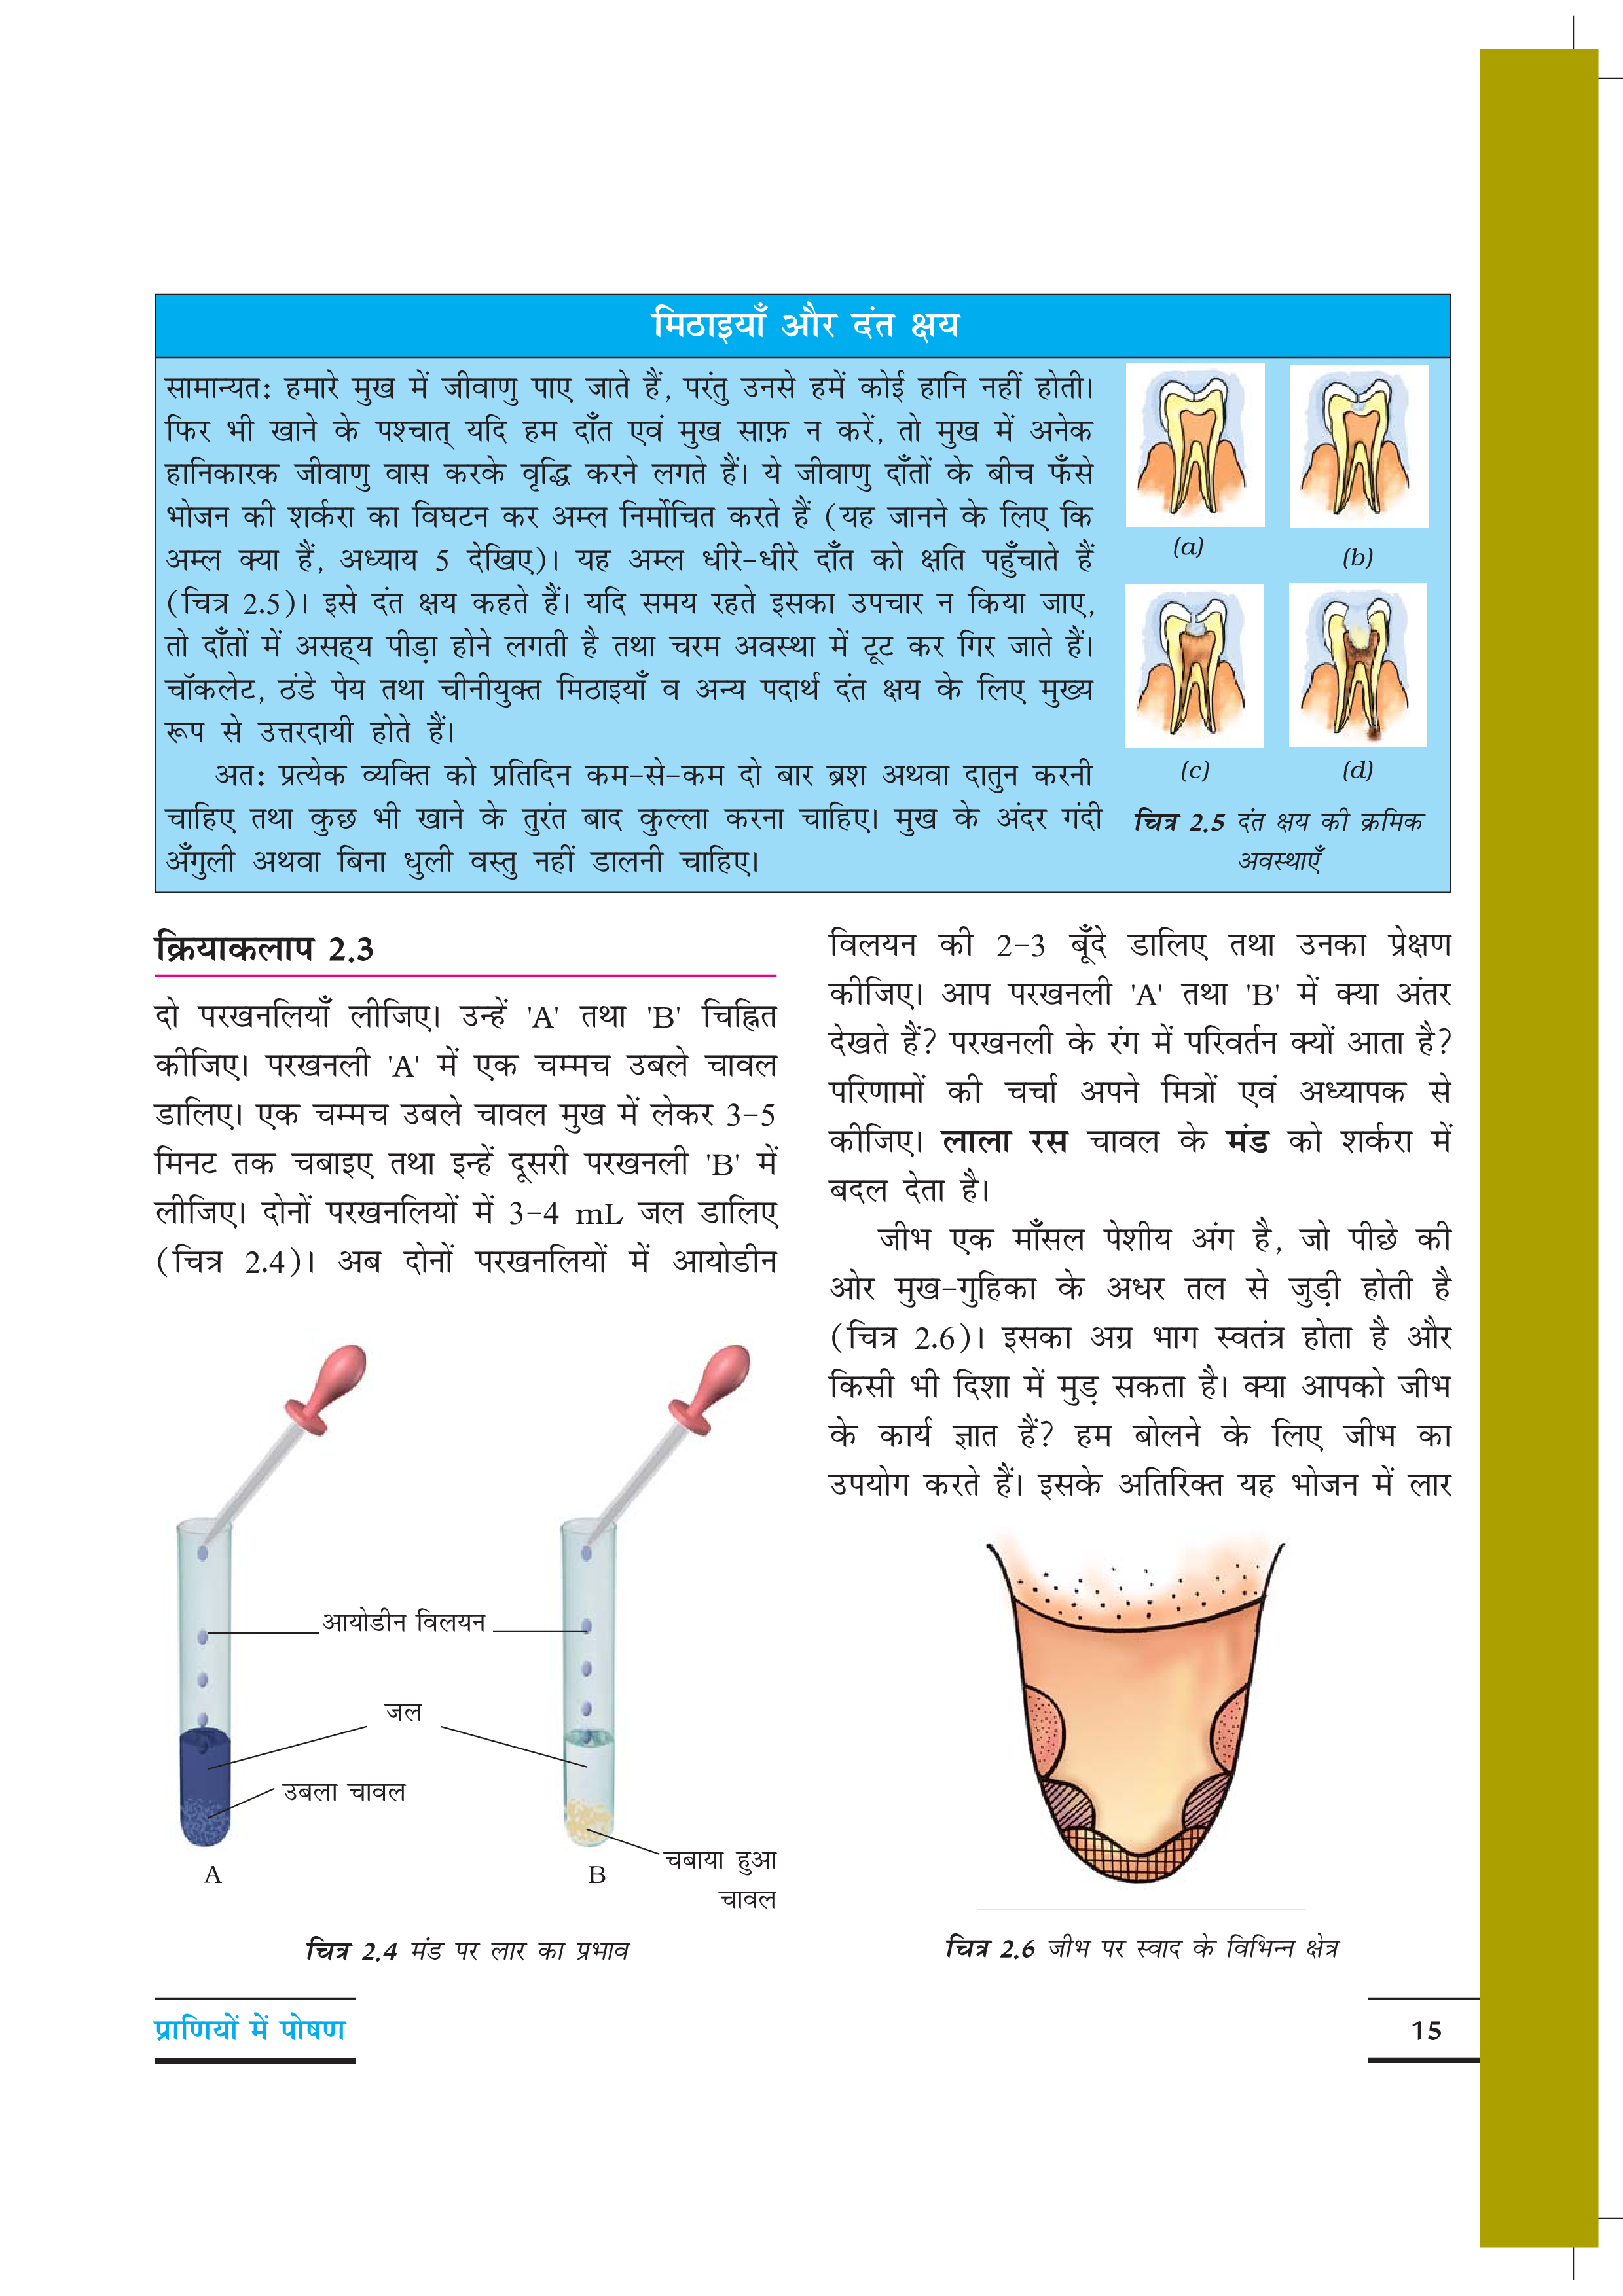 मिठाइयाँ और दंत क्षय
सामान्यतः हमारे मुख में जीवाणु पाए जाते हैं, परंतु उनसे हमें कोई हानि नहीं होती।
फिर भी खाने के पश्चात् यदि हम दाँत एवं मुख साफ़ न करें, तो मुख में अनेक
हानिकारक जीवाणु वास करके वृद्धि करने लगते हैं। ये जीवाणु दाँतों के बीच फँसे
भोजन की शर्करा का विघटन कर अम्ल निर्मोचित करते हैं (यह जानने के लिए कि
अम्ल क्या हैं, अध्याय 5 देखिए)। यह अम्ल धीरे-धीरे दाँत को क्षति पहुँचाते हैं
(चित्र 2.5)। इसे दंत क्षय कहते हैं। यदि समय रहते इसका उपचार न किया जाए,
तो दाँतों में असह्य पीड़ा होने लगती है तथा चरम अवस्था में टूट कर गिर जाते हैं।
चॉकलेट, ठंडे पेय तथा चीनीयुक्त मिठाइयाँ व अन्य पदार्थ दंत क्षय के लिए मुख्य
रूप से उत्तरदायी होते हैं।
अतः प्रत्येक व्यक्ति को प्रतिदिन कम-से-कम दो बार ब्रश अथवा दातुन करनी
चाहिए तथा कुछ भी खाने के तुरंत बाद कुल्ला करना चाहिए। मुख के अंदर गंदी
अँगुली अथवा बिना धुली वस्तु नहीं डालनी चाहिए।
(a)
(b)
(c)
(d)
चित्र 2.5 दंत क्षय की क्रमिक
अवस्थाएँ
क्रियाकलाप 2.3
दो परखनलियाँ लीजिए। उन्हें 'A' तथा 'B' चिह्नित
कीजिए। परखनली 'A' में एक चम्मच उबले चावल
डालिए। एक चम्मच उबले चावल मुख में लेकर 3-5
मिनट तक चबाइए तथा इन्हें दूसरी परखनली 'B' में
लीजिए। दोनों परखनलियों में 3-4 mL जल डालिए
(चित्र 2.4)। अब दोनों परखनलियों में आयोडीन
आयोडीन विलयन
जल
उबला चावल
चबाया हुआ
चावल
A
B
चित्र 2.4 मंड पर लार का प्रभाव
विलयन की 2-3 बूँदे डालिए तथा उनका प्रेक्षण
कीजिए। आप परखनली 'A' तथा 'B' में क्या अंतर
देखते हैं? परखनली के रंग में परिवर्तन क्यों आता है?
परिणामों की चर्चा अपने मित्रों एवं अध्यापक से
कीजिए। लाला रस चावल के मंड को शर्करा में
बदल देता है।
जीभ एक माँसल पेशीय अंग है, जो पीछे की
ओर मुख-गुहिका के अधर तल से जुड़ी होती है
(चित्र 2.6)। इसका अग्र भाग स्वतंत्र होता है और
किसी भी दिशा में मुड़ सकता है। क्या आपको जीभ
के कार्य ज्ञात हैं? हम बोलने के लिए जीभ का
उपयोग करते हैं। इसके अतिरिक्त यह भोजन में लार
चित्र 2.6 जीभ पर स्वाद के विभिन्न क्षेत्र
प्राणियों में पोषण
15